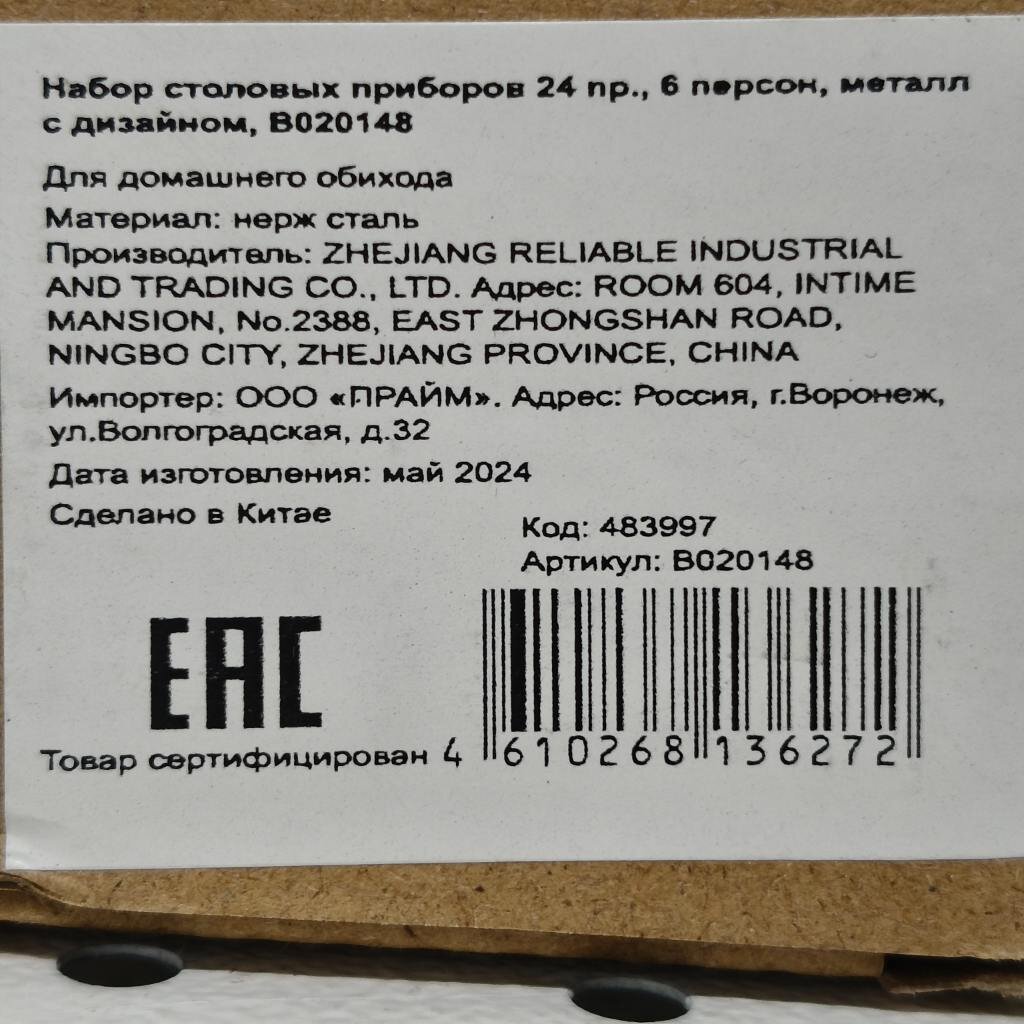 Набор столовых приборов 24 пр., 6 персон, металл
с дизайном, B020148
Для домашнего обихода
Материал: нерж сталь
Производитель: ZHEJIANG RELIABLE INDUSTRIAL
AND TRADING CO., LTD. Адрес: ROOM 604, INTIME
MANSION, No.2388, EAST ZHONGSHAN ROAD,
NINGBO CITY, ZHEJIANG PROVINCE, CHINA
Импортер: ООО «ПРАЙМ». Адрес: Россия, г.Воронеж,
ул.Волгоградская, д.32
Дата изготовления: май 2024
Сделано в Китае
Код: 483997
Артикул: B020148
EAC
Товар сертифицирован
4 610268 136272